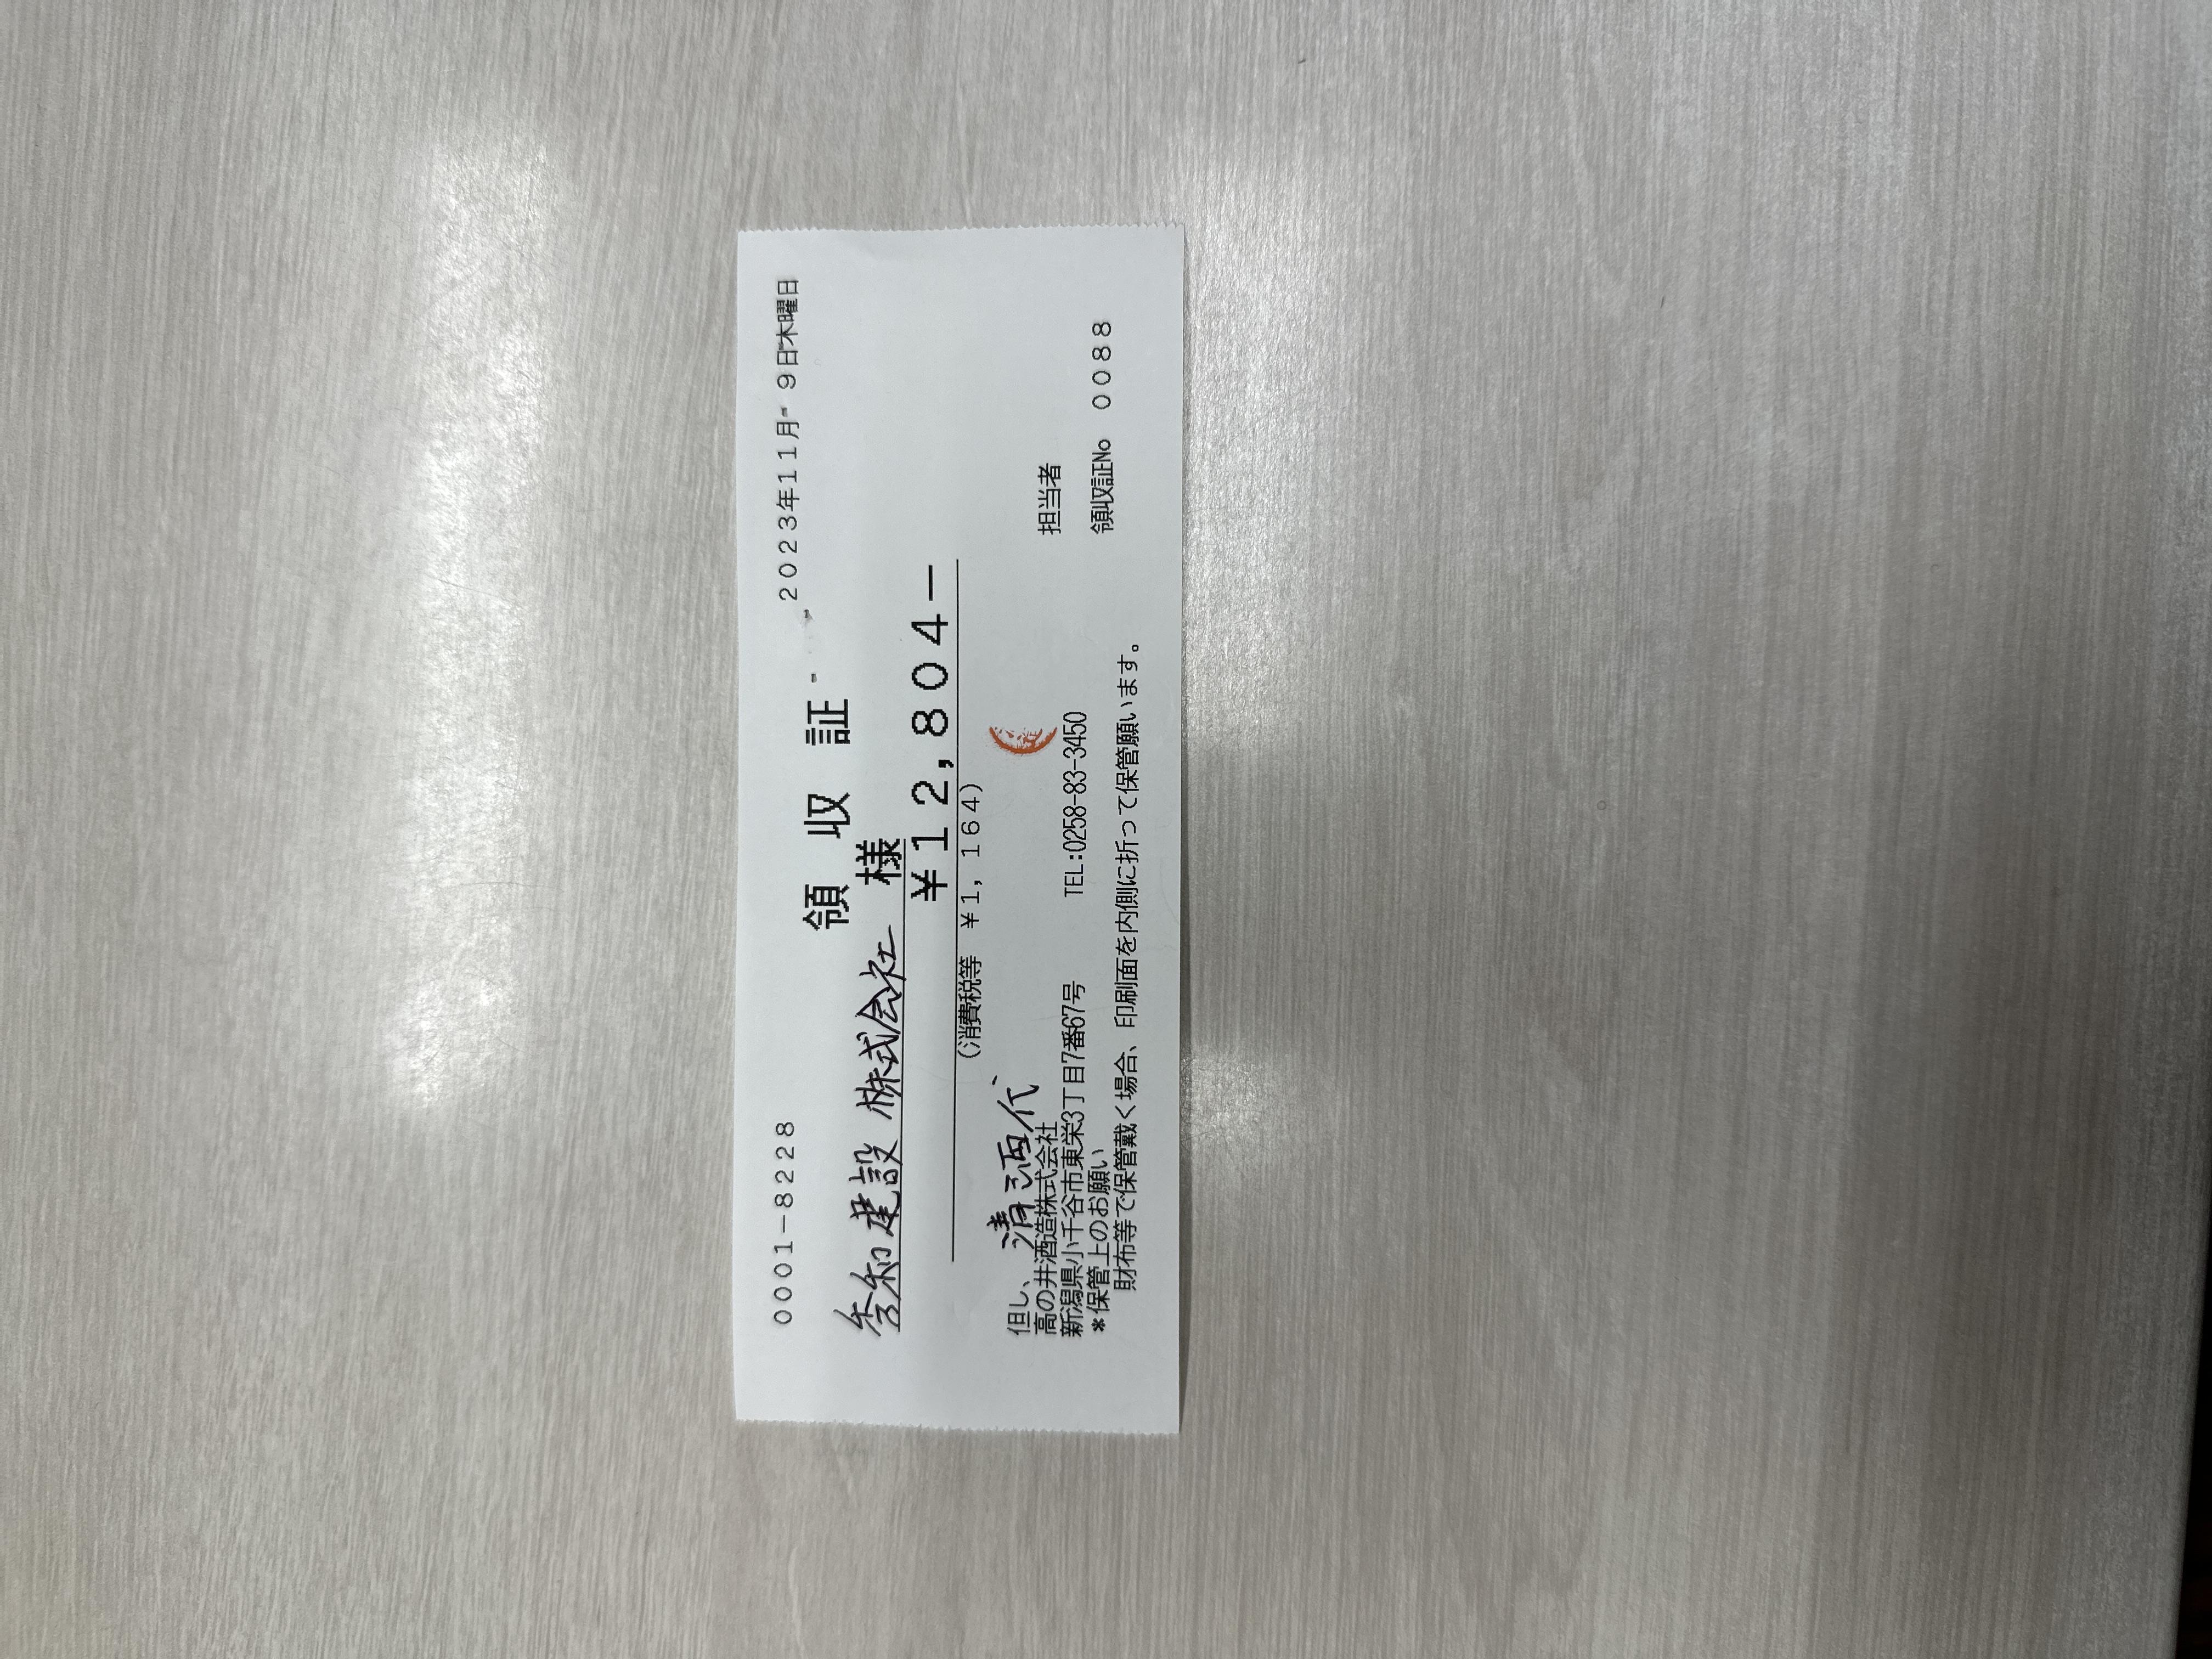 0001-8228 2023年11月 9日木曜日
領 収 証
秀和建設 株式会社 様
¥12,804−
(消費税等 ¥1,164)
但し、清酒代
高の井酒造株式会社
新潟県小千谷市東栄3丁目7番67号 TEL:0258-83-3450
担当者
*保管上のお願い
領収証No 0088
財布等で保管戴く場合、印刷面を内側に折って保管願います。